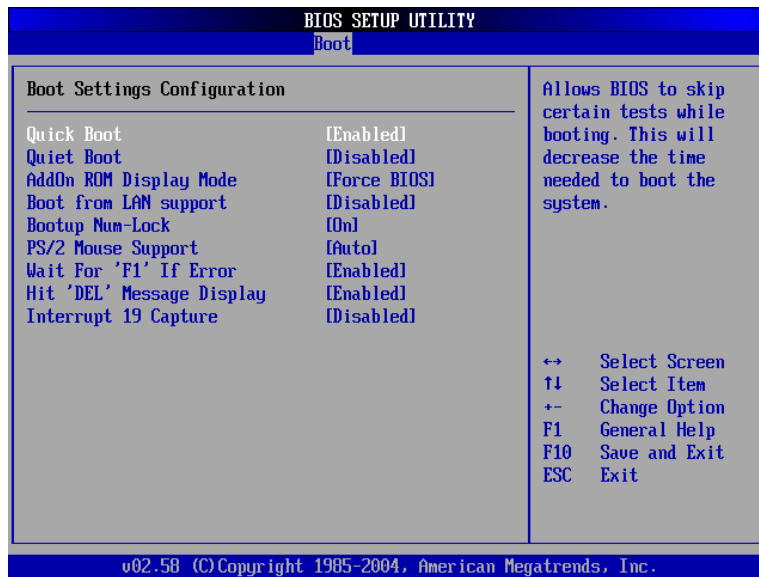 BIOS SETUP UTILITY
Boot
Boot Settings Configuration
Quick Boot [Enabled]
Quiet Boot [Disabled]
AddOn ROM Display Mode [Force BIOS]
Boot from LAN support [Disabled]
Bootup Num-Lock [On]
PS/2 Mouse Support [Auto]
Wait For 'F1' If Error [Enabled]
Hit 'DEL' Message Display [Enabled]
Interrupt 19 Capture [Disabled]
Allows BIOS to skip
certain tests while
booting. This will
decrease the time
needed to boot the
system.
↔ Select Screen
↑↓ Select Item
+- Change Option
F1 General Help
F10 Save and Exit
ESC Exit
v02.58 (C)Copyright 1985-2004, American Megatrends, Inc.